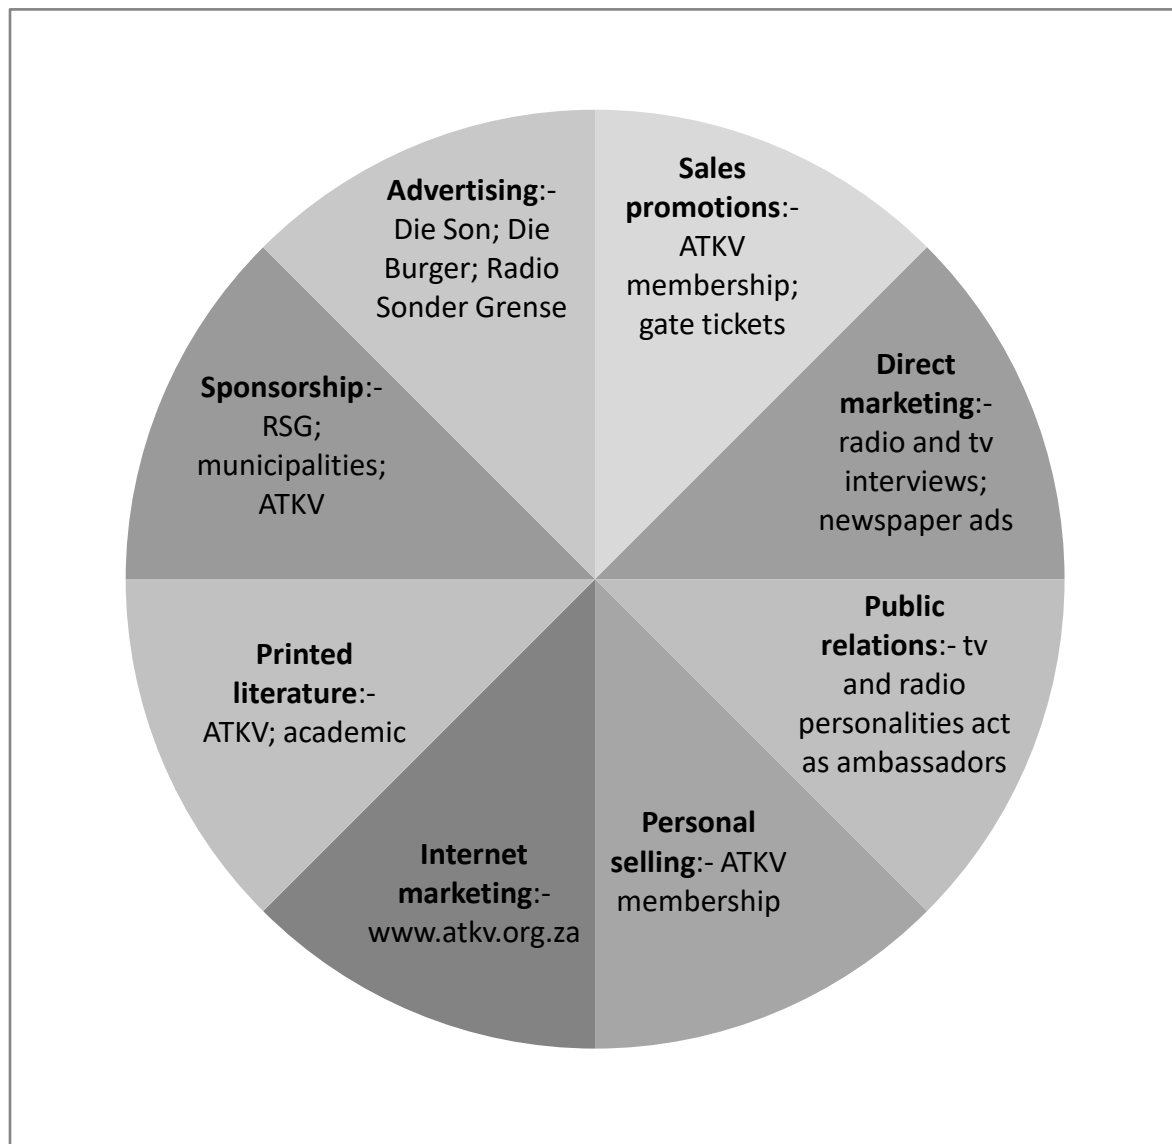 Sales
promotions:-
ATKV
membership;
gate tickets
Direct
marketing:-
radio and tv
interviews;
newspaper ads
Public
relations:- tv
and radio
personalities act
as ambassadors
Personal
selling:- ATKV
membership
Internet
marketing:-
www.atkv.org.za
Printed
literature:-
ATKV; academic
Sponsorship:-
RSG;
municipalities;
ATKV
Advertising:-
Die Son; Die
Burger; Radio
Sonder Grense